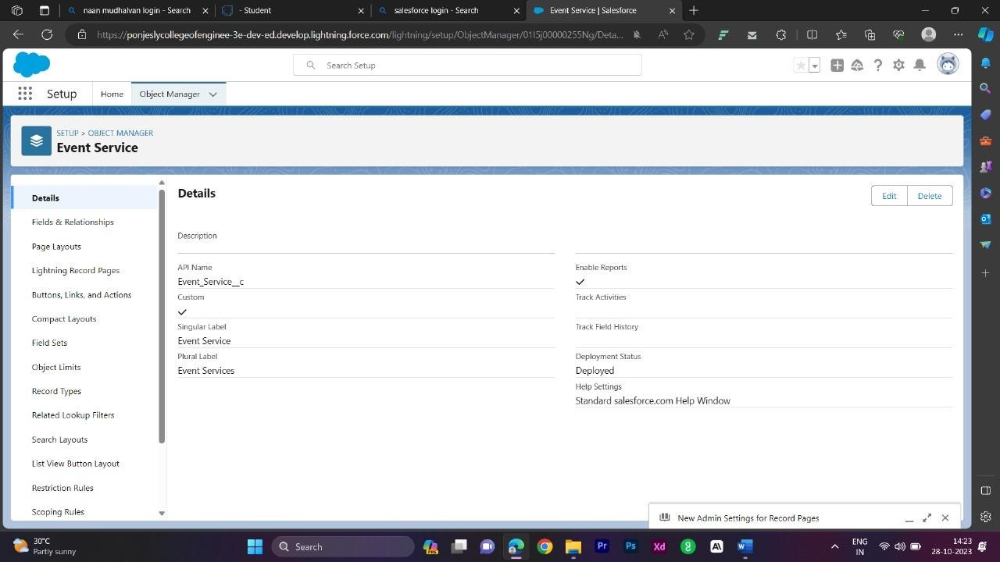 naan mudhalvan login - Search
- Student
salesforce login - Search
Event Service | Salesforce
https://ponjeslycollegeofenginee-3e-dev-ed.develop.lightning.force.com/lightning/setup/ObjectManager/01I5j00000255Ng/Deta...
Search Setup
Setup
Home
Object Manager
SETUP > OBJECT MANAGER
Event Service
Details
Fields & Relationships
Page Layouts
Lightning Record Pages
Buttons, Links, and Actions
Compact Layouts
Field Sets
Object Limits
Record Types
Related Lookup Filters
Search Layouts
List View Button Layout
Restriction Rules
Scoping Rules
Details
Edit
Delete
Description
API Name
Event_Service__c
Custom
Singular Label
Event Service
Plural Label
Event Services
Enable Reports
Track Activities
Track Field History
Deployment Status
Deployed
Help Settings
Standard salesforce.com Help Window
New Admin Settings for Record Pages
30°C
Partly sunny
Search
PRE
Pr
Ps
Xd
ENG
IN
14:23
28-10-2023